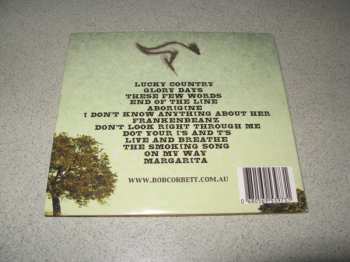 LUCKY COUNTRY
GLORY DAYS
THESE FEW WORDS
END OF THE LINE
ABORIGINE
I DON'T KNOW ANYTHING ABOUT HER
FRANKENBEANZ
DON'T LOOK RIGHT THROUGH ME
DOT YOUR I'S AND T'S
LIVE AND BREATHE
THE SMOKING SONG
ON MY WAY
MARGARITA
WWW.BOBCORBETT.COM.AU